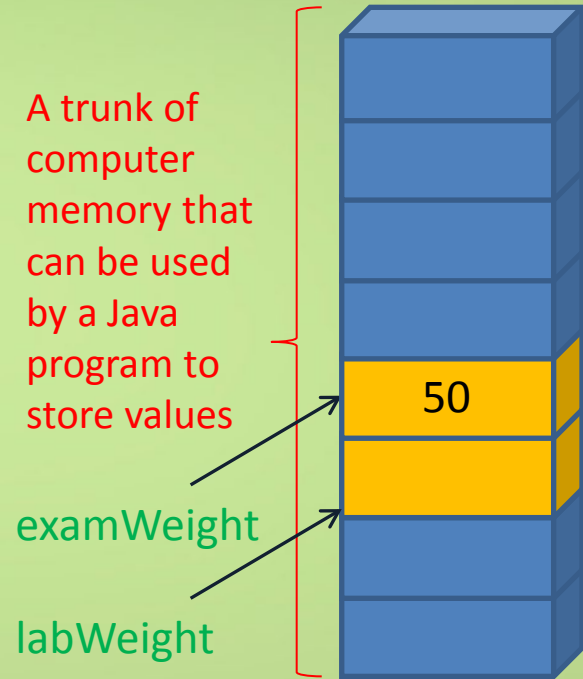 A trunk of
computer
memory that
can be used
by a Java
program to
store values
50
examWeight
labWeight